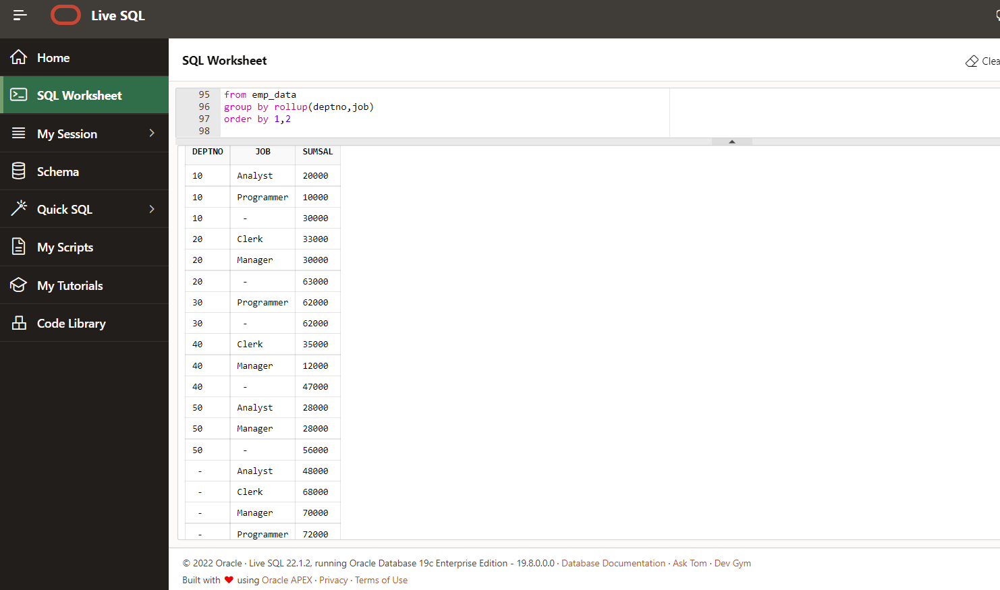 Live SQL
Home
SQL Worksheet
My Session
Schema
Quick SQL
My Scripts
My Tutorials
Code Library
SQL Worksheet
Clea
95 from emp_data
96 group by rollup(deptno,job)
97 order by 1,2
98
DEPTNO JOB SUMSAL
10 Analyst 20000
10 Programmer 10000
10 - 30000
20 Clerk 33000
20 Manager 30000
20 - 63000
30 Programmer 62000
30 - 62000
40 Clerk 35000
40 Manager 12000
40 - 47000
50 Analyst 28000
50 Manager 28000
50 - 56000
- Analyst 48000
- Clerk 68000
- Manager 70000
- Programmer 72000
© 2022 Oracle · Live SQL 22.1.2, running Oracle Database 19c Enterprise Edition - 19.8.0.0.0 · Database Documentation · Ask Tom · Dev Gym
Built with ❤ using Oracle APEX · Privacy · Terms of Use